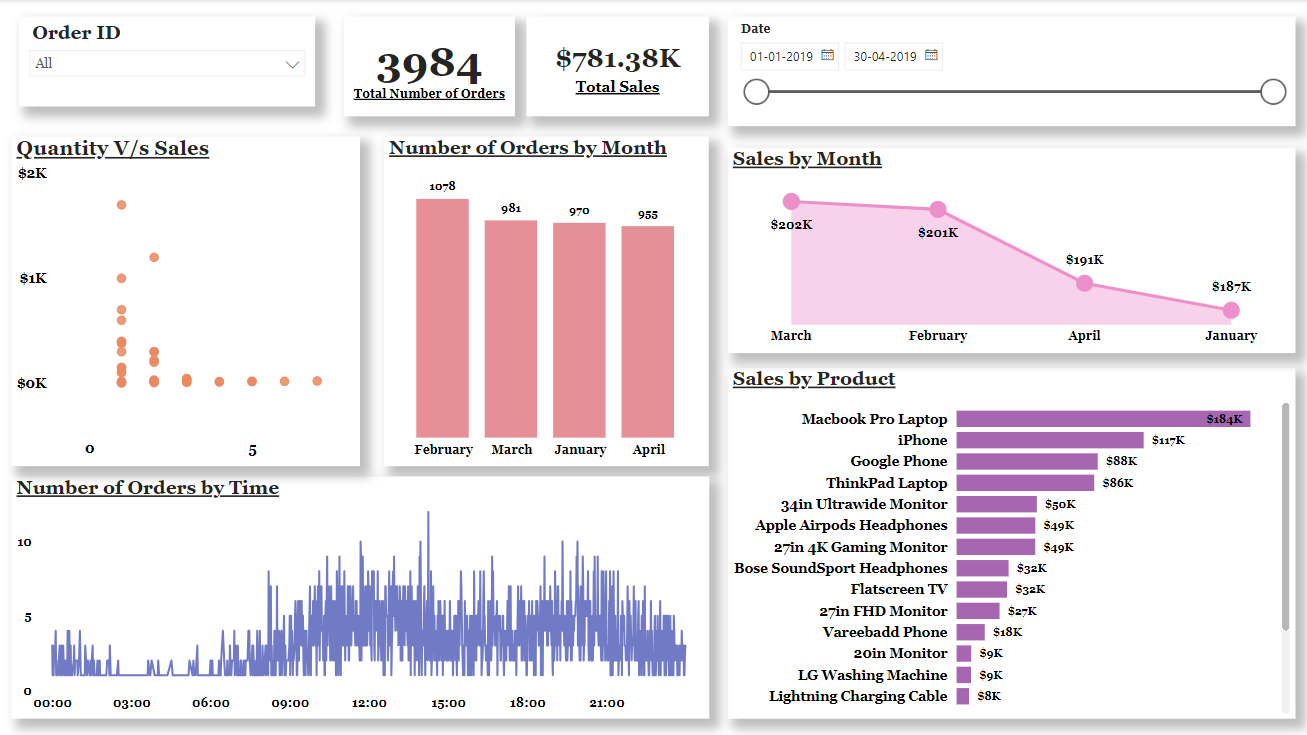 Order ID
All
3984
Total Number of Orders
$781.38K
Total Sales
Date
01-01-2019 30-04-2019
Quantity V/s Sales
$2K
$1K
$0K
0 5
Number of Orders by Month
1078
981
970
955
February March January April
Sales by Month
$202K
$201K
$191K
$187K
March February April January
Number of Orders by Time
10
5
0
00:00 03:00 06:00 09:00 12:00 15:00 18:00 21:00
Sales by Product
Macbook Pro Laptop $184K
iPhone $117K
Google Phone $88K
ThinkPad Laptop $86K
34in Ultrawide Monitor $50K
Apple Airpods Headphones $49K
27in 4K Gaming Monitor $49K
Bose SoundSport Headphones $32K
Flatscreen TV $32K
27in FHD Monitor $27K
Vareebadd Phone $18K
20in Monitor $9K
LG Washing Machine $9K
Lightning Charging Cable $8K